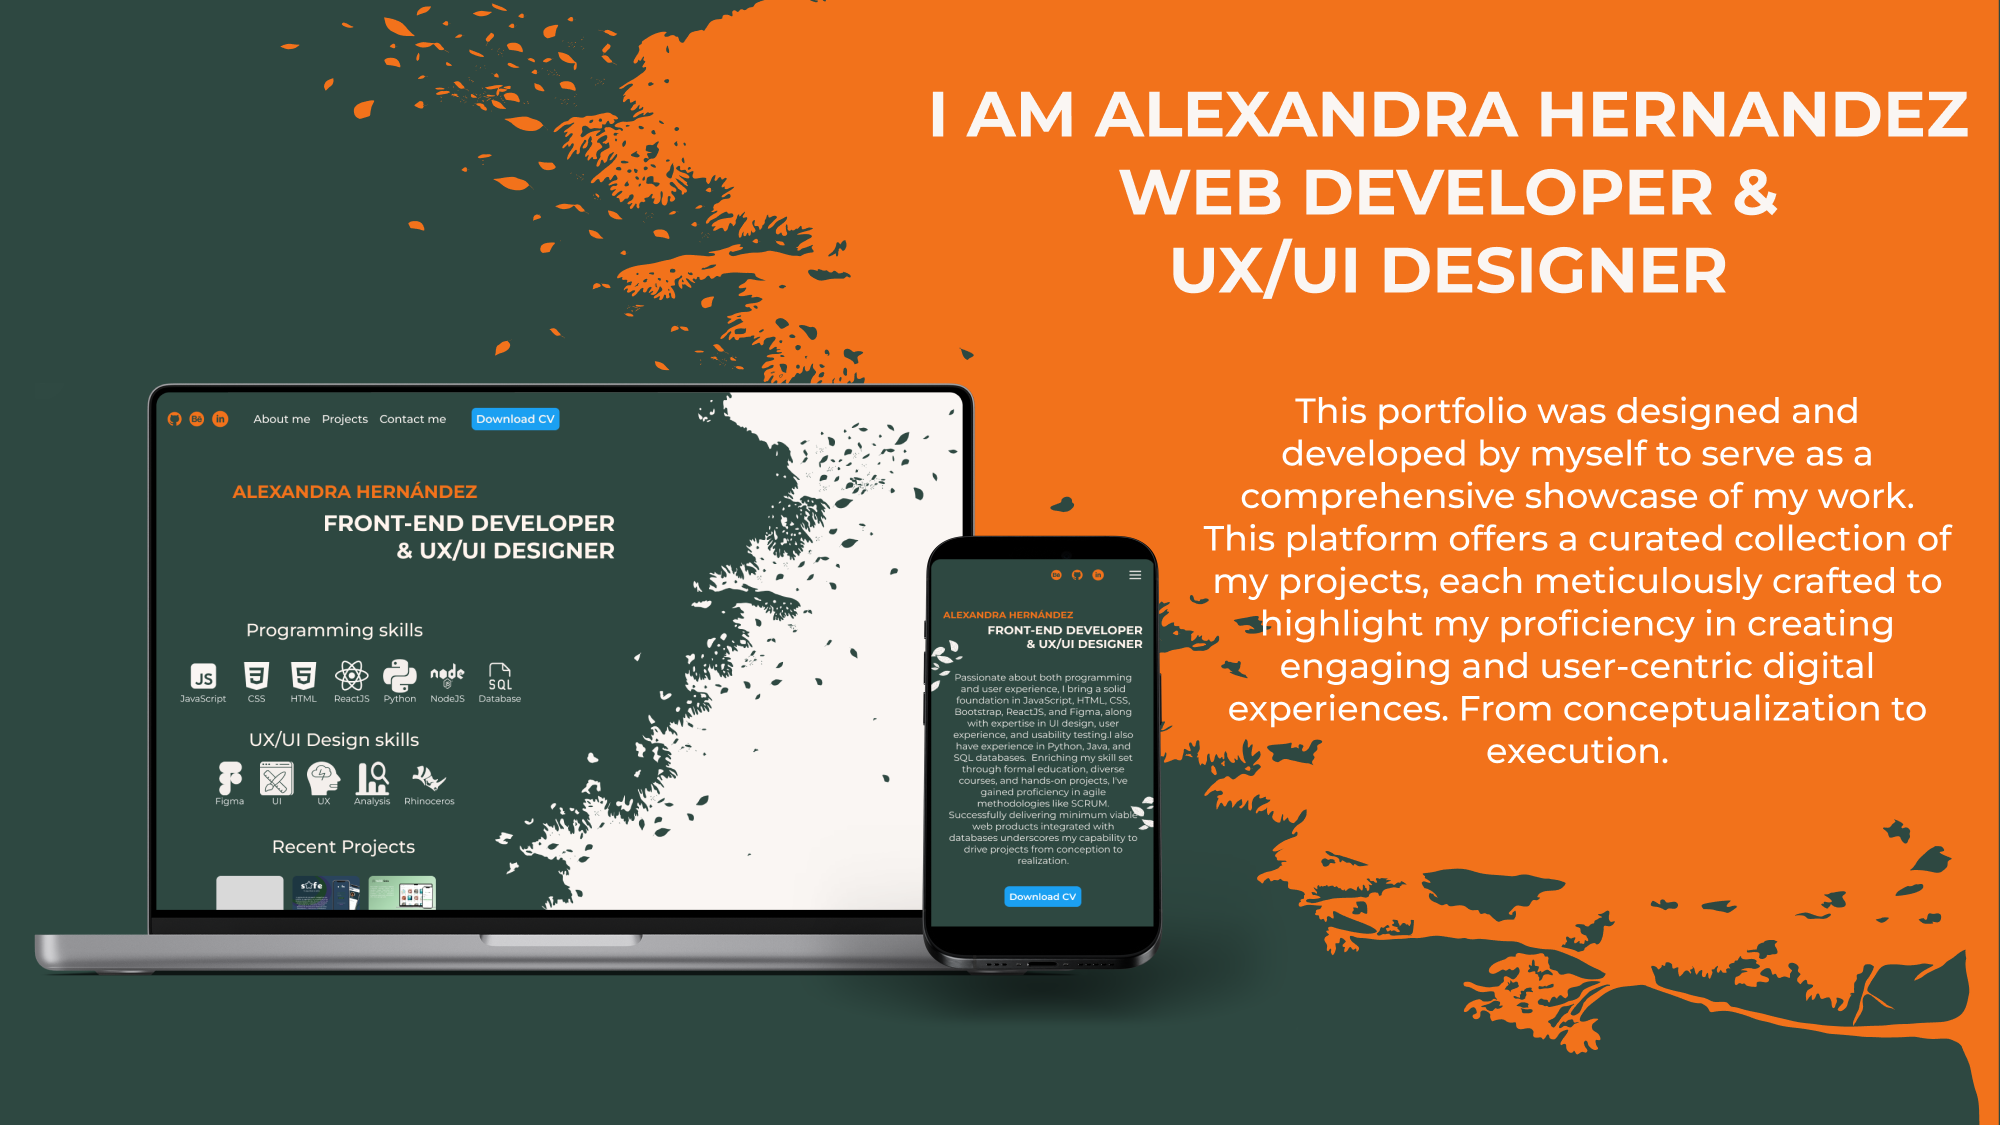 I AM ALEXANDRA HERNANDEZ
WEB DEVELOPER &
UX/UI DESIGNER
This portfolio was designed and
developed by myself to serve as a
comprehensive showcase of my work.
This platform offers a curated collection of
my projects, each meticulously crafted to
highlight my proficiency in creating
engaging and user-centric digital
experiences. From conceptualization to
execution.
Bē in About me Projects Contact me Download CV
ALEXANDRA HERNÁNDEZ
FRONT-END DEVELOPER
& UX/UI DESIGNER
Programming skills
JS 3 5 node JS SQL
JavaScript CSS HTML ReactJS Python NodeJS Database
UX/UI Design skills
Figma UI UX Analysis Rhinoceros
Recent Projects
Bē in
ALEXANDRA HERNÁNDEZ
FRONT-END DEVELOPER
& UX/UI DESIGNER
Passionate about both programming
and user experience, I bring a solid
foundation in JavaScript, HTML, CSS,
Bootstrap, ReactJS, and Figma, along
with expertise in UI design, user
experience, and usability testing.I also
have experience in Python, Java, and
SQL databases. Enriching my skill set
through formal education, diverse
courses, and hands-on projects, I've
gained proficiency in agile
methodologies like SCRUM.
Successfully delivering minimum viable
web products integrated with
databases underscores my capability to
drive projects from conception to
realization.
Download CV